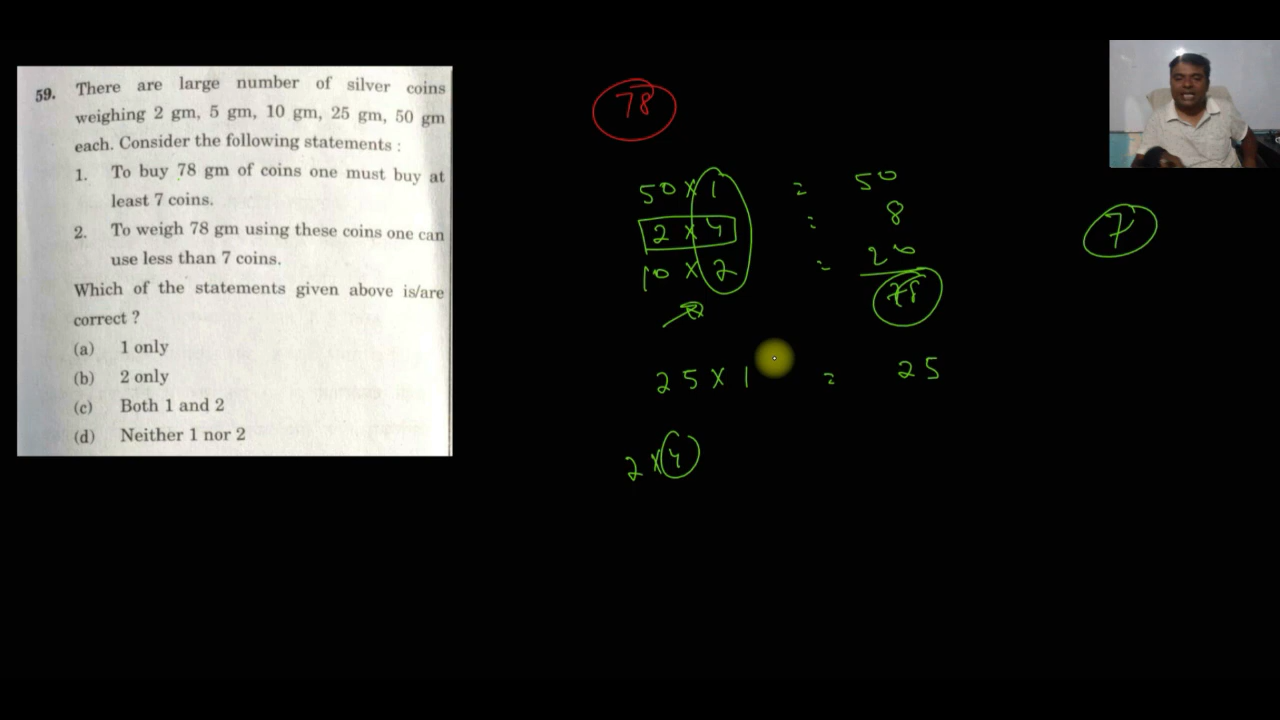 59. There are large number of silver coins
weighing 2 gm, 5 gm, 10 gm, 25 gm, 50 gm
each. Consider the following statements :
1. To buy 78 gm of coins one must buy at
least 7 coins.
2. To weigh 78 gm using these coins one can
use less than 7 coins.
Which of the statements given above is/are
correct ?
(a) 1 only
(b) 2 only
(c) Both 1 and 2
(d) Neither 1 nor 2
78
50 x 1 = 50
2 x 4 = 8
10 x 2 = 20
78
7
25 x 1 = 25
2 x 4